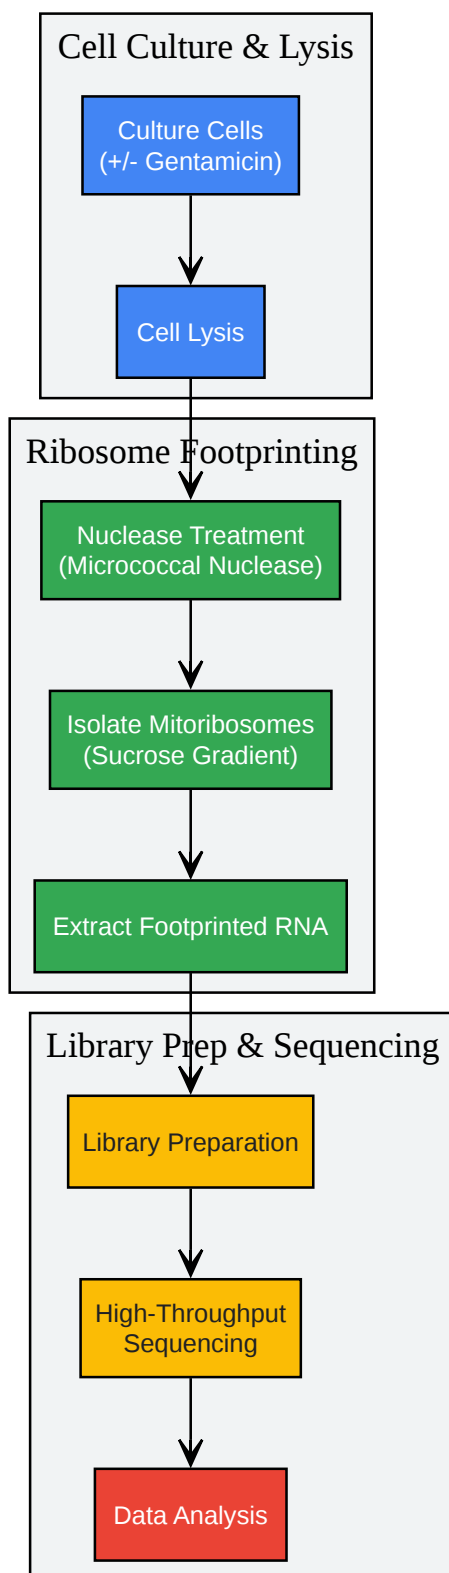 Cell Culture & Lysis
Culture Cells
(+/- Gentamicin)
Cell Lysis
Ribosome Footprinting
Nuclease Treatment
(Micrococcal Nuclease)
Isolate Mitoribosomes
(Sucrose Gradient)
Extract Footprinted RNA
Library Prep & Sequencing
Library Preparation
High-Throughput
Sequencing
Data Analysis